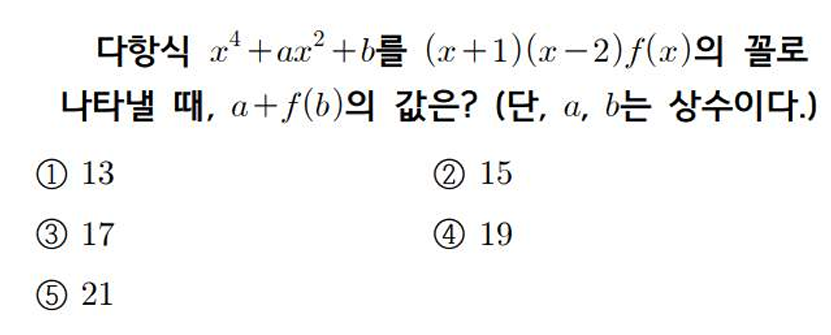 다항식 $x^4+ax^2+b$를 $(x+1)(x-2)f(x)$의 꼴로
나타낼 때, $a+f(b)$의 값은? (단, $a$, $b$는 상수이다.)
① 13 ② 15
③ 17 ④ 19
⑤ 21